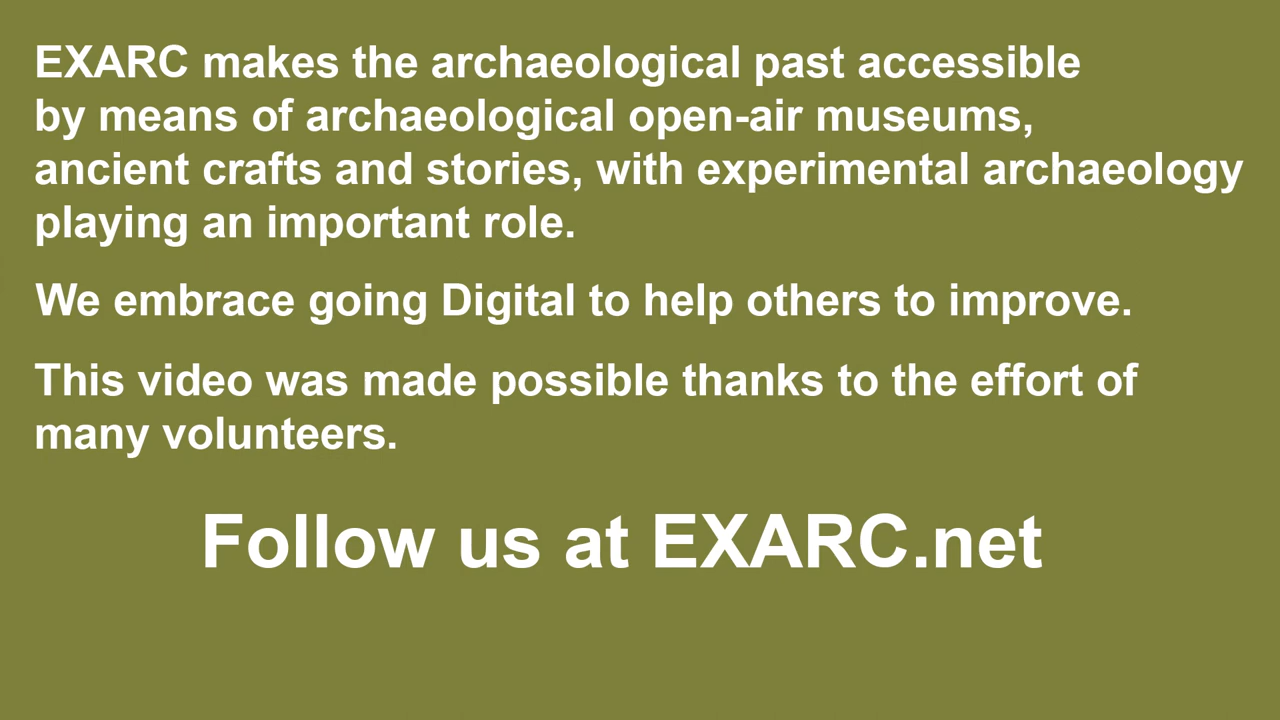 EXARC makes the archaeological past accessible
by means of archaeological open-air museums,
ancient crafts and stories, with experimental archaeology
playing an important role.
We embrace going Digital to help others to improve.
This video was made possible thanks to the effort of
many volunteers.
Follow us at EXARC.net